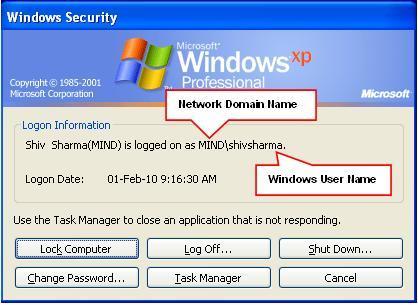 Windows Security
Microsoft®
Windows xp
Professional
Copyright © 1985-2001
Microsoft Corporation
Microsoft
Network Domain Name
Logon Information
Shiv Sharma(MIND) is logged on as MIND\shivsharma.
Windows User Name
Logon Date: 01-Feb-10 9:16:30 AM
Use the Task Manager to close an application that is not responding.
Lock Computer
Log Off...
Shut Down...
Change Password...
Task Manager
Cancel